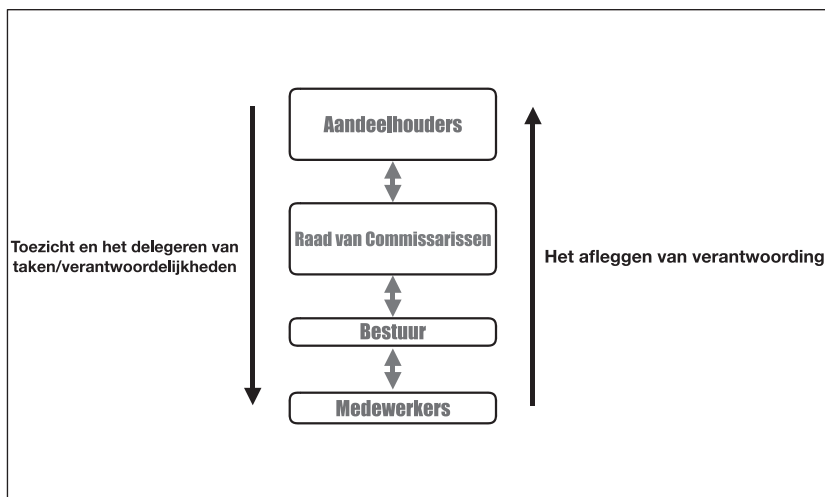 Aandeelhouders
Raad van Commissarissen
Toezicht en het delegeren van
taken/verantwoordelijkheden
Het afleggen van verantwoording
Bestuur
Medewerkers